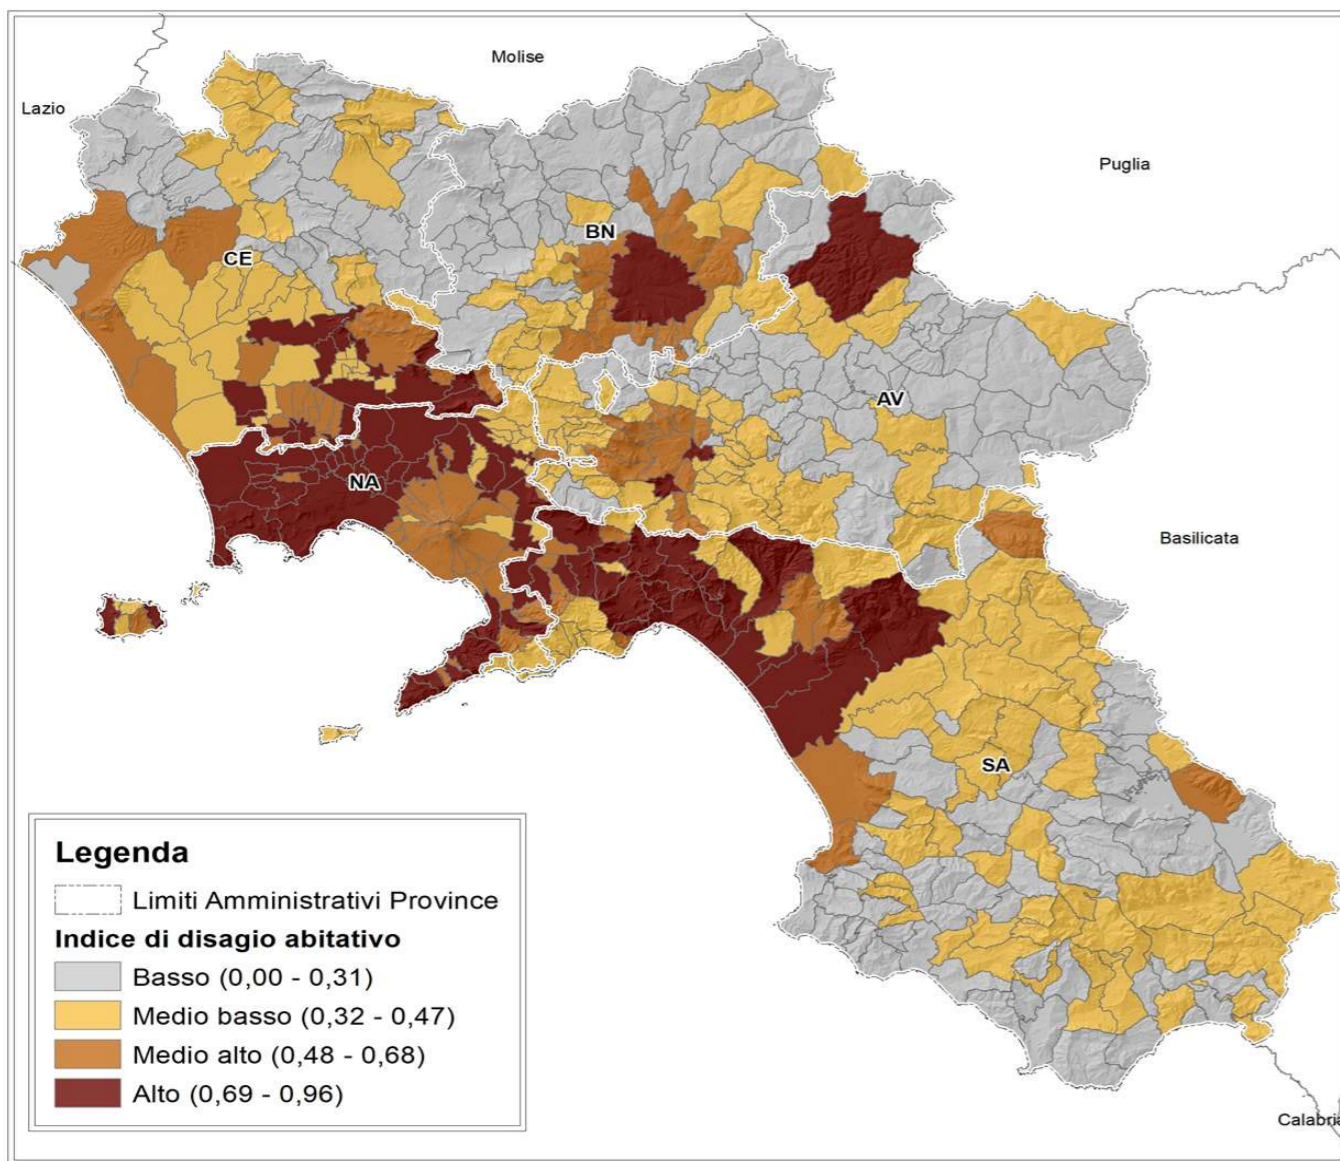 Molise
Lazio
Puglia
BN
CE
AV
NA
Basilicata
SA
Legenda
Limiti Amministrativi Province
Indice di disagio abitativo
Basso (0,00 - 0,31)
Medio basso (0,32 - 0,47)
Medio alto (0,48 - 0,68)
Alto (0,69 - 0,96)
Calabria